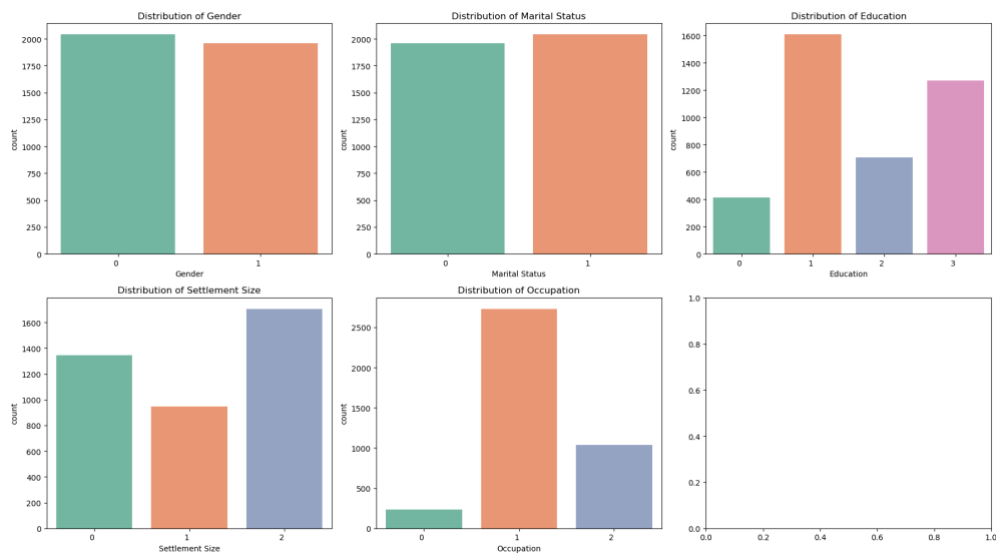 Distribution of Gender
2000
1750
1500
1250
1000
750
500
250
0
count
0 1
Gender
Distribution of Marital Status
2000
1750
1500
1250
1000
750
500
250
0
count
0 1
Marital Status
Distribution of Education
1600
1400
1200
1000
800
600
400
200
0
count
0 1 2 3
Education
Distribution of Settlement Size
1600
1400
1200
1000
800
600
400
200
0
count
0 1 2
Settlement Size
Distribution of Occupation
2500
2000
1500
1000
500
0
count
0 1 2
Occupation
1.0
0.8
0.6
0.4
0.2
0.0
0.0 0.2 0.4 0.6 0.8 1.0